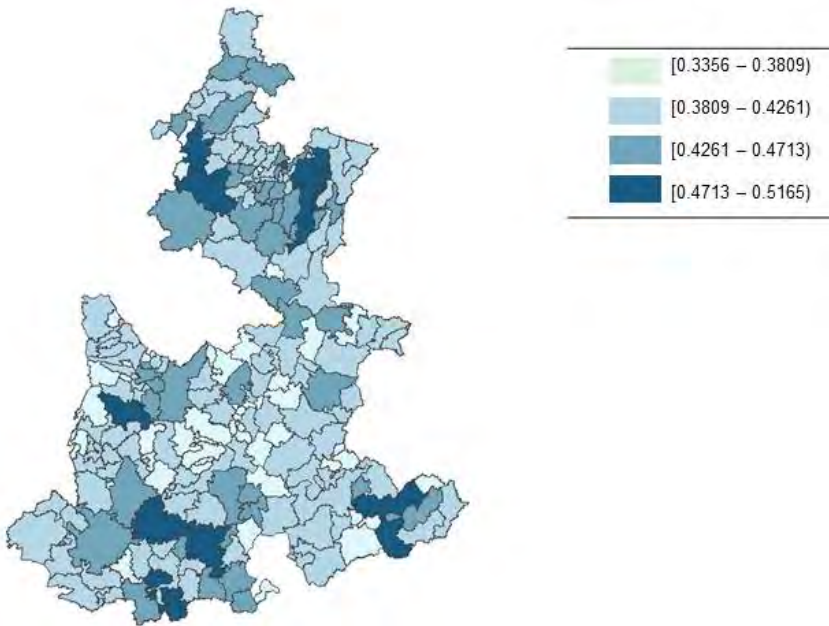 [0.3356 – 0.3809)
[0.3809 – 0.4261)
[0.4261 – 0.4713)
[0.4713 – 0.5165)